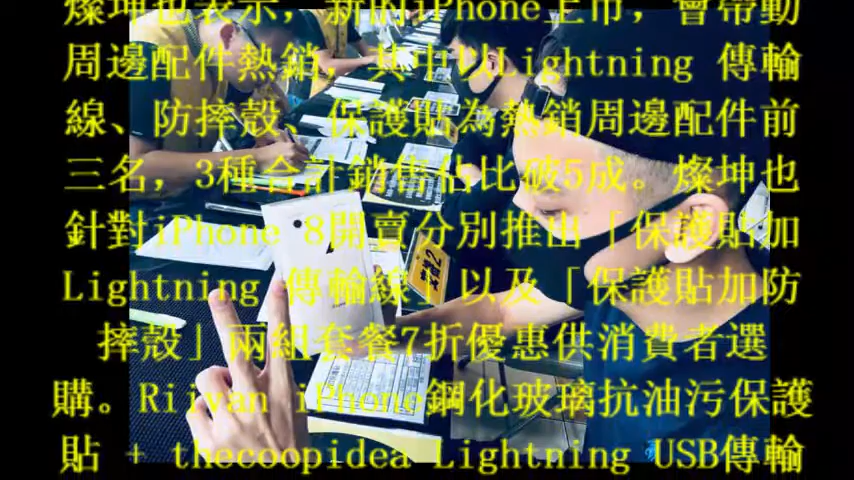 燦坤也表示，新的iPhone上市，會帶動
周邊配件熱銷，其中以Lightning 傳輸
線、防摔殼、保護貼為熱銷周邊配件前
三名，3種合計銷售佔比破5成。燦坤也
針對iPhone 8開賣分別推出「保護貼加
Lightning 傳輸線」以及「保護貼加防
摔殼」兩組套餐7折優惠供消費者選
購。Riivan iPhone鋼化玻璃抗油污保護
貼 + thecoopidea Lightning USB傳輸